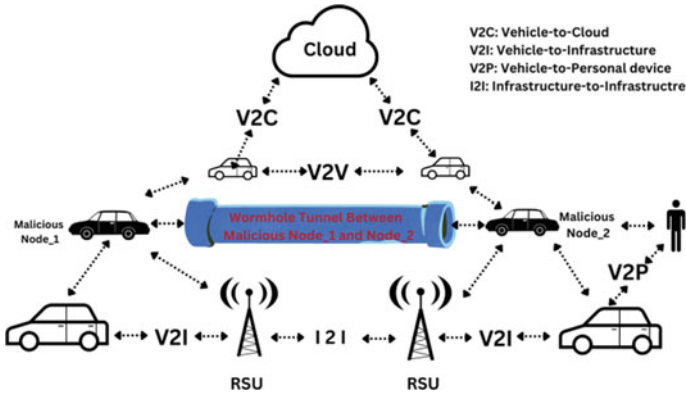 Cloud
V2C: Vehicle-to-Cloud
V2I: Vehicle-to-Infrastructure
V2P: Vehicle-to-Personal device
I2I: Infrastructure-to-Infrastructre
V2C
V2C
V2V
Malicious
Node_1
Wormhole Tunnel Between
Malicious Node_1 and Node_2
Malicious
Node_2
V2P
V2I
I 2 I
V2I
RSU
RSU